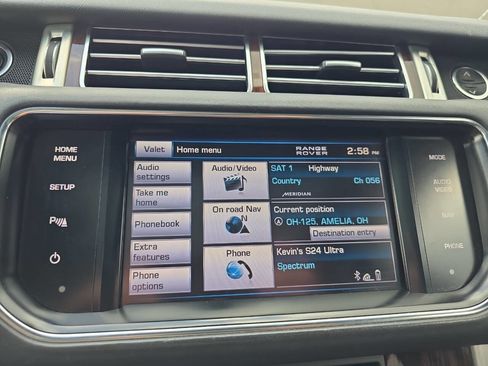 HOME
MENU
SETUP
Valet
Home menu
RANGE
ROVER
2:58 PM
Audio
settings
Take me
home
Phonebook
Extra
features
Phone
options
Audio/Video
On road Nav
N
Phone
SAT 1 Highway
Country Ch 056
MERIDIAN
Current position
OH-125, AMELIA, OH
Destination entry
Kevin's S24 Ultra
Spectrum
MODE
AUDIO
VIDEO
NAV
PHONE